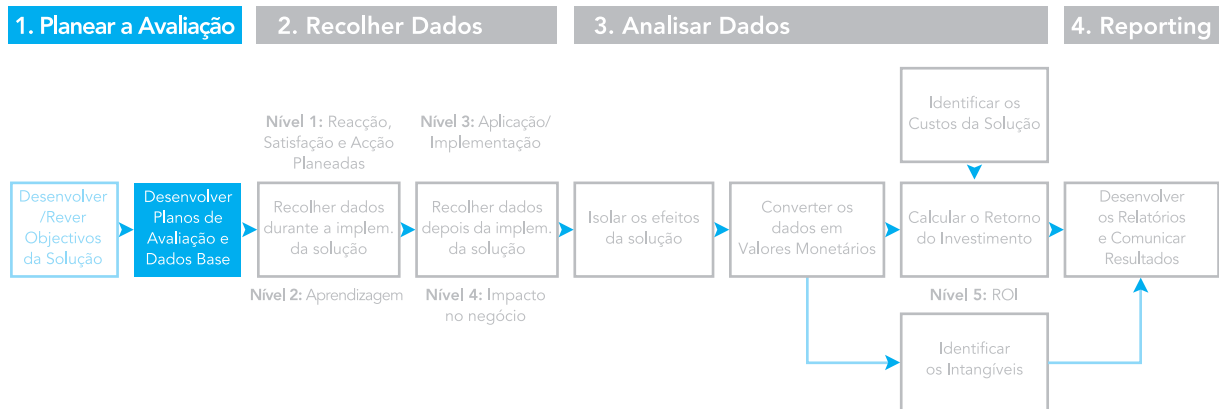 1. Planear a Avaliação
2. Recolher Dados
3. Analisar Dados
4. Reporting
Identificar os
Custos da Solução
Nível 1: Reacção,
Satisfação e Acção
Planeadas
Nível 3: Aplicação/
Implementação
Desenvolver
/Rever
Objectivos
da Solução
Desenvolver
Planos de
Avaliação e
Dados Base
Recolher dados
durante a implem.
da solução
Recolher dados
depois da implem.
da solução
Isolar os efeitos
da solução
Converter os
dados em
Valores Monetários
Calcular o Retorno
do Investimento
Desenvolver
os Relatórios
e Comunicar
Resultados
Nível 2: Aprendizagem
Nível 4: Impacto
no negócio
Nível 5: ROI
Identificar
os Intangíveis